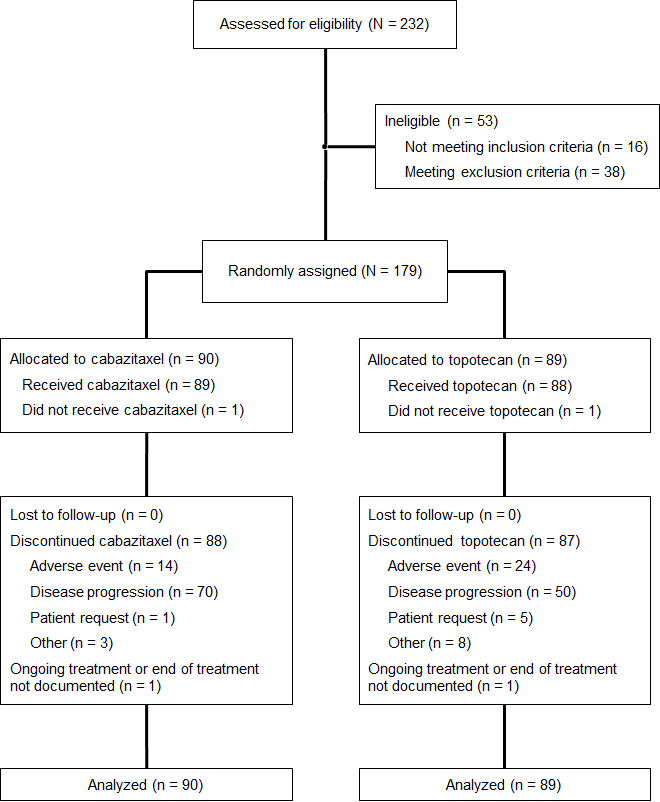 Assessed for eligibility (N = 232)
Ineligible (n = 53)
Not meeting inclusion criteria (n = 16)
Meeting exclusion criteria (n = 38)
Randomly assigned (N = 179)
Allocated to cabazitaxel (n = 90)
Received cabazitaxel (n = 89)
Did not receive cabazitaxel (n = 1)
Allocated to topotecan (n = 89)
Received topotecan (n = 88)
Did not receive topotecan (n = 1)
Lost to follow-up (n = 0)
Discontinued cabazitaxel (n = 88)
Adverse event (n = 14)
Disease progression (n = 70)
Patient request (n = 1)
Other (n = 3)
Ongoing treatment or end of treatment
not documented (n = 1)
Lost to follow-up (n = 0)
Discontinued topotecan (n = 87)
Adverse event (n = 24)
Disease progression (n = 50)
Patient request (n = 5)
Other (n = 8)
Ongoing treatment or end of treatment
not documented (n = 1)
Analyzed (n = 90)
Analyzed (n = 89)